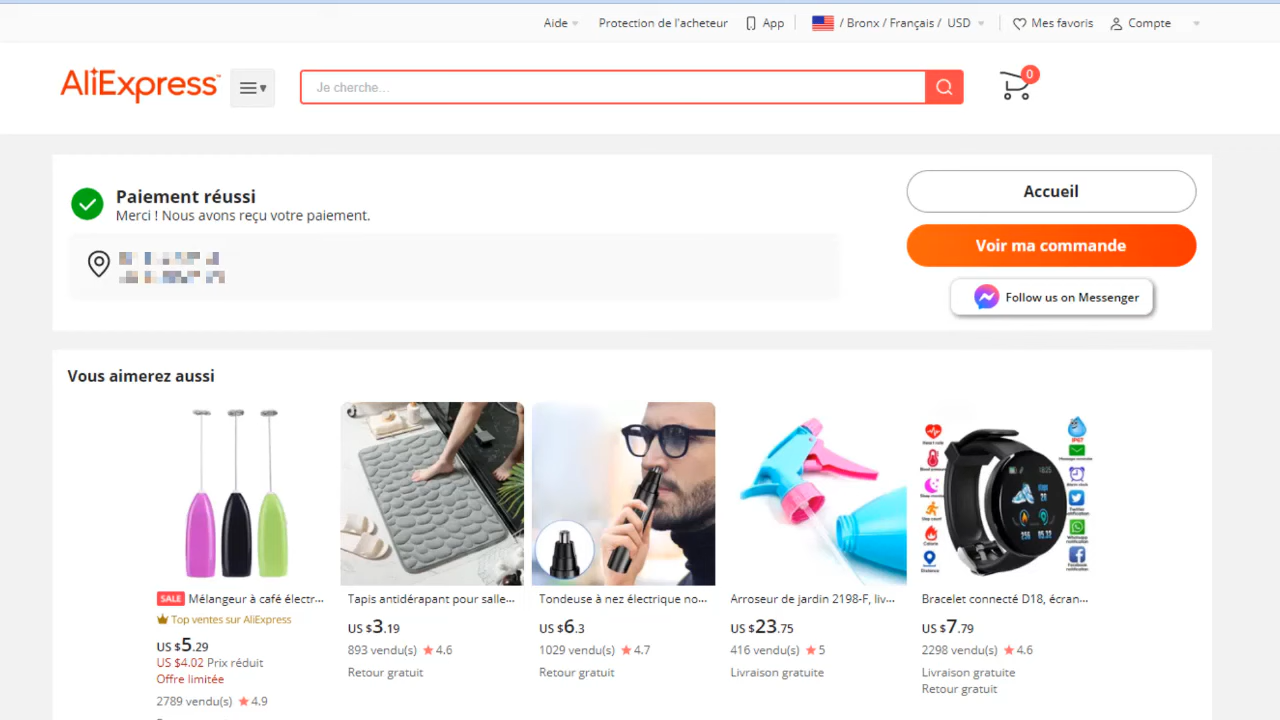 Aide
Protection de l'acheteur
App
/ Bronx / Français / USD
Mes favoris
Compte
AliExpress™
Je cherche...
0
Paiement réussi
Merci ! Nous avons reçu votre paiement.
Accueil
Voir ma commande
Follow us on Messenger
Vous aimerez aussi
SALE Mélangeur à café électr...
Top ventes sur AliExpress
US $5.29
US $4.02 Prix réduit
Offre limitée
2789 vendu(s) ★ 4.9
Tapis antidérapant pour salle...
US $3.19
893 vendu(s) ★ 4.6
Retour gratuit
Tondeuse à nez électrique no...
US $6.3
1029 vendu(s) ★ 4.7
Retour gratuit
Arroseur de jardin 2198-F, liv...
US $23.75
416 vendu(s) ★ 5
Livraison gratuite
Bracelet connecté D18, écran...
US $7.79
2298 vendu(s) ★ 4.6
Livraison gratuite
Retour gratuit